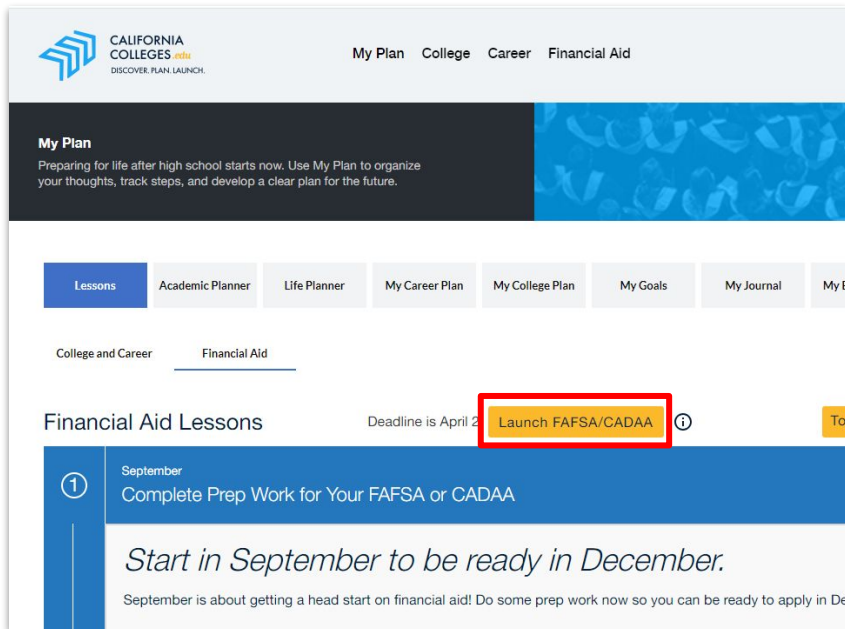 CALIFORNIA
COLLEGES.edu
DISCOVER. PLAN. LAUNCH.
My Plan College Career Financial Aid
My Plan
Preparing for life after high school starts now. Use My Plan to organize
your thoughts, track steps, and develop a clear plan for the future.
Lessons Academic Planner Life Planner My Career Plan My College Plan My Goals My Journal My
College and Career Financial Aid
Financial Aid Lessons Deadline is April 2 Launch FAFSA/CADAA i To
1 September
Complete Prep Work for Your FAFSA or CADAA
Start in September to be ready in December.
September is about getting a head start on financial aid! Do some prep work now so you can be ready to apply in De